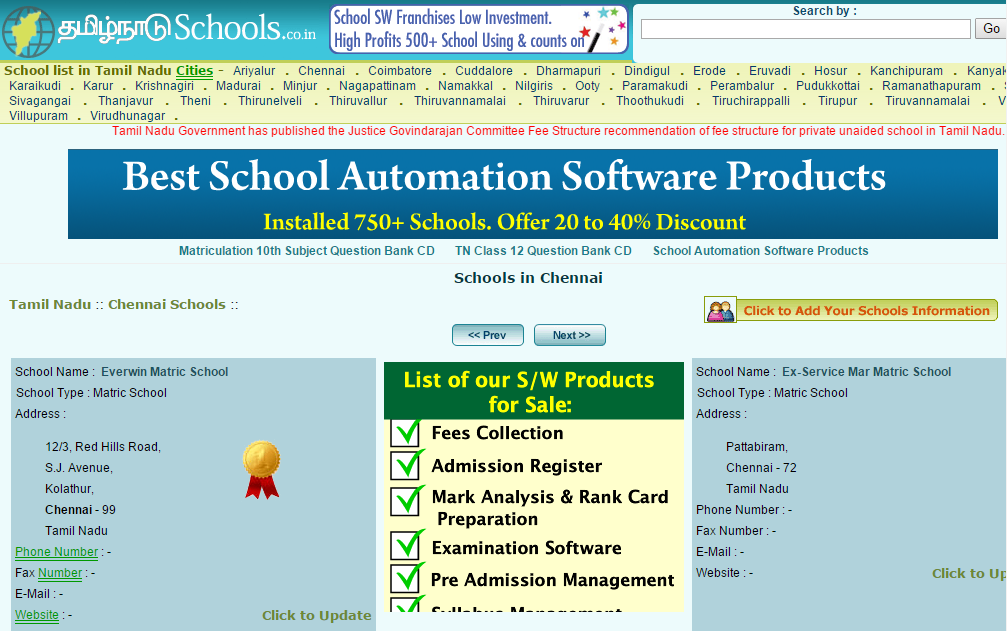 தமிழ்நாடு Schools.co.in
School SW Franchises Low Investment.
High Profits 500+ School Using & counts on
Search by :
Go
School list in Tamil Nadu Cities - Ariyalur . Chennai . Coimbatore . Cuddalore . Dharmapuri . Dindigul . Erode . Eruvadi . Hosur . Kanchipuram . Kanyak
Karaikudi . Karur . Krishnagiri . Madurai . Minjur . Nagapattinam . Namakkal . Nilgiris . Ooty . Paramakudi . Perambalur . Pudukkottai . Ramanathapuram .
Sivagangai . Thanjavur . Theni . Thirunelveli . Thiruvallur . Thiruvannamalai . Thiruvarur . Thoothukudi . Tiruchirappalli . Tirupur . Tiruvannamalai . V
Villupuram . Virudhunagar .
Tamil Nadu Government has published the Justice Govindarajan Committee Fee Structure recommendation of fee structure for private unaided school in Tamil Nadu.
Best School Automation Software Products
Installed 750+ Schools. Offer 20 to 40% Discount
Matriculation 10th Subject Question Bank CD TN Class 12 Question Bank CD School Automation Software Products
Schools in Chennai
Tamil Nadu :: Chennai Schools ::
Click to Add Your Schools Information
<< Prev Next >>
School Name : Everwin Matric School
School Type : Matric School
Address :
12/3, Red Hills Road,
S.J. Avenue,
Kolathur,
Chennai - 99
Tamil Nadu
Phone Number : -
Fax Number : -
E-Mail : -
Website : -
Click to Update
List of our S/W Products
for Sale:
Fees Collection
Admission Register
Mark Analysis & Rank Card
Preparation
Examination Software
Pre Admission Management
Syllabus Management
School Name : Ex-Service Mar Matric School
School Type : Matric School
Address :
Pattabiram,
Chennai - 72
Tamil Nadu
Phone Number : -
Fax Number : -
E-Mail : -
Website : -
Click to Up